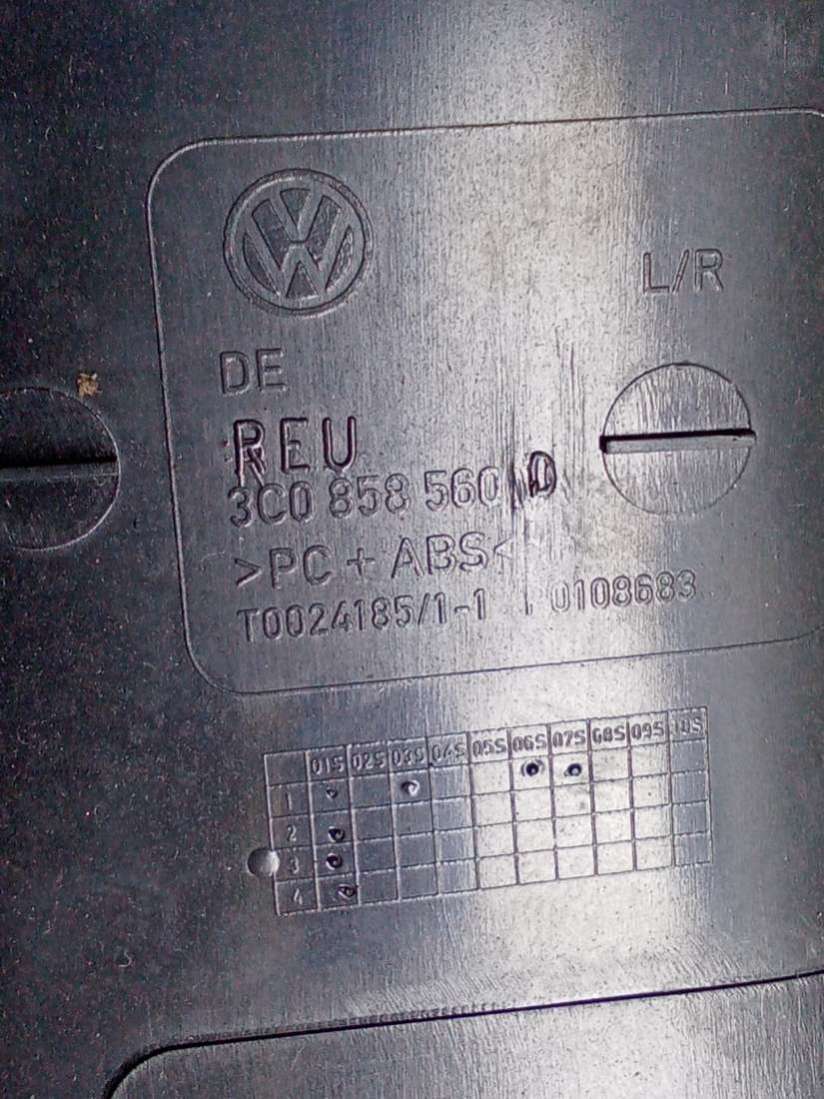 L/R
DE
REU
3C0 858 560 D
>PC + ABS<
T0024185/1-1 0108683
01S 02S 03S 04S 05S 06S 07S 08S 09S 10S
1
2
3
4